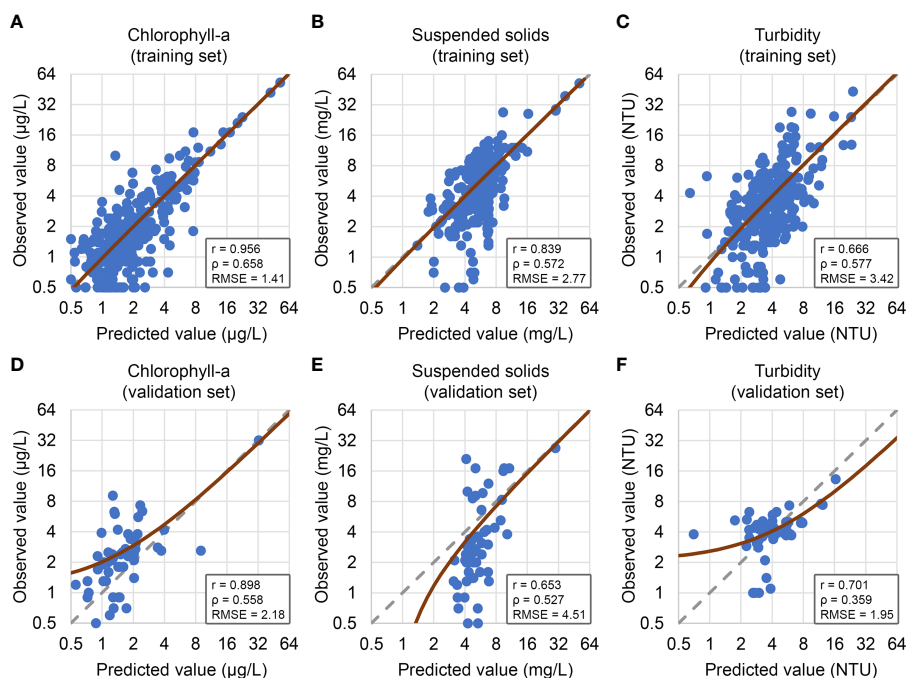 A
Chlorophyll-a
(training set)
Observed value (µg/L)
64
32
16
8
4
2
1
0.5
r = 0.956
ρ = 0.658
RMSE = 1.41
0.5 1 2 4 8 16 32 64
Predicted value (µg/L)
B
Suspended solids
(training set)
Observed value (mg/L)
64
32
16
8
4
2
1
0.5
r = 0.839
ρ = 0.572
RMSE = 2.77
0.5 1 2 4 8 16 32 64
Predicted value (mg/L)
C
Turbidity
(training set)
Observed value (NTU)
64
32
16
8
4
2
1
0.5
r = 0.666
ρ = 0.577
RMSE = 3.42
0.5 1 2 4 8 16 32 64
Predicted value (NTU)
D
Chlorophyll-a
(validation set)
Observed value (µg/L)
64
32
16
8
4
2
1
0.5
r = 0.898
ρ = 0.558
RMSE = 2.18
0.5 1 2 4 8 16 32 64
Predicted value (µg/L)
E
Suspended solids
(validation set)
Observed value (mg/L)
64
32
16
8
4
2
1
0.5
r = 0.653
ρ = 0.527
RMSE = 4.51
0.5 1 2 4 8 16 32 64
Predicted value (mg/L)
F
Turbidity
(validation set)
Observed value (NTU)
64
32
16
8
4
2
1
0.5
r = 0.701
ρ = 0.359
RMSE = 1.95
0.5 1 2 4 8 16 32 64
Predicted value (NTU)